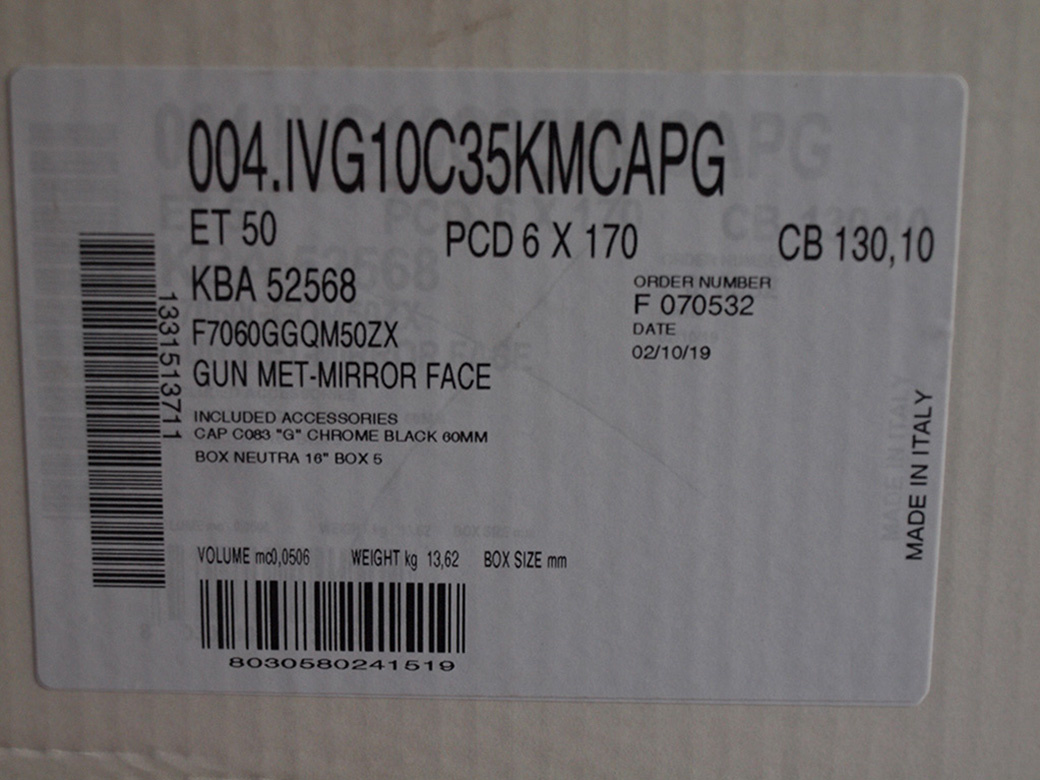 004.IVG10C35KMCAPG
ET 50 PCD 6 X 170 CB 130,10
KBA 52568
ORDER NUMBER
F 070532
F7060GGQM50ZX
DATE
02/10/19
GUN MET-MIRROR FACE
INCLUDED ACCESSORIES
CAP C083 "G" CHROME BLACK 60MM
BOX NEUTRA 16" BOX 5
1331513711
MADE IN ITALY
VOLUME mc0,0506 WEIGHT kg 13,62 BOX SIZE mm
8030580241519